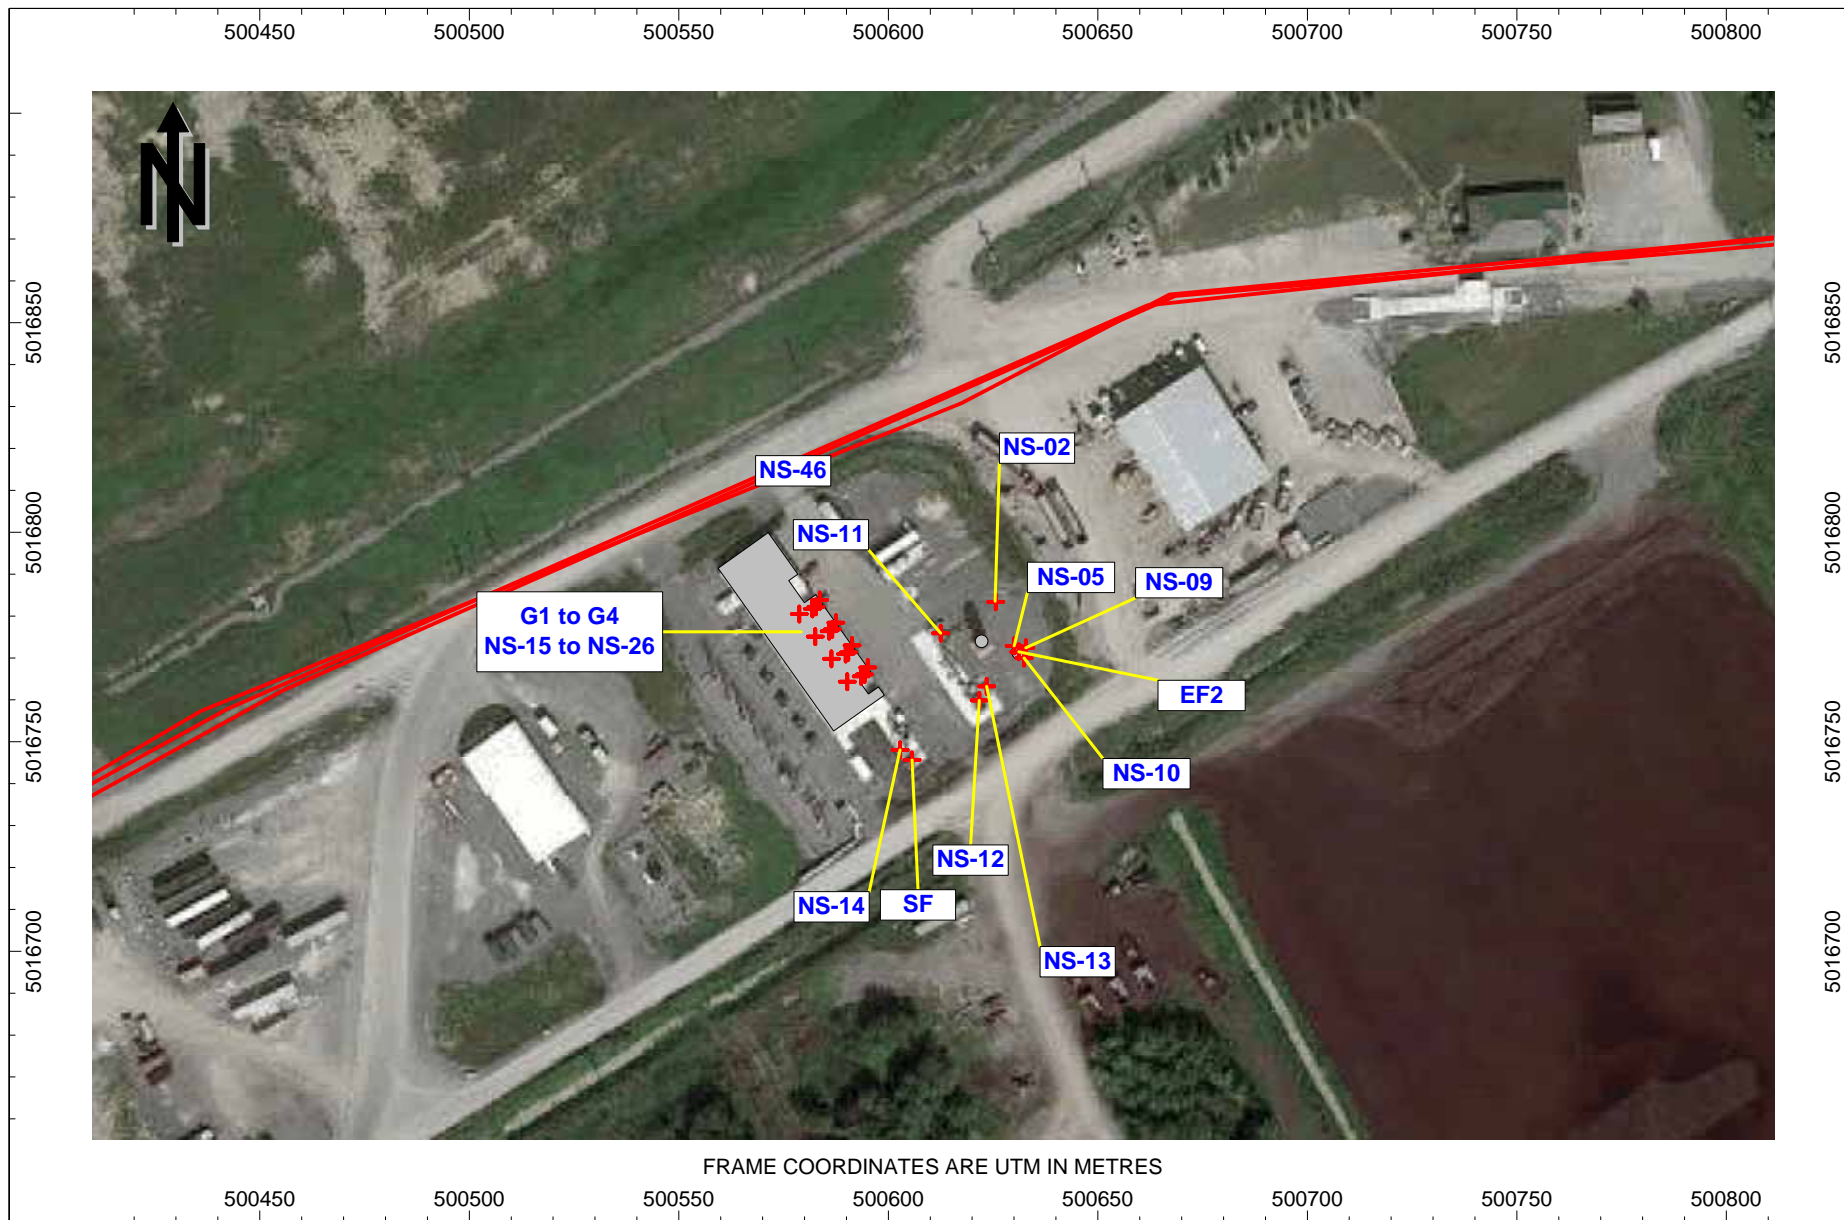 500450 500500 500550 500600 500650 500700 500750 500800
N
5016850
5016800
5016750
5016700
5016850
5016800
5016750
5016700
NS-02
NS-46
NS-11
NS-05
NS-09
G1 to G4
NS-15 to NS-26
EF2
NS-10
NS-12
NS-14
SF
NS-13
FRAME COORDINATES ARE UTM IN METRES
500450 500500 500550 500600 500650 500700 500750 500800